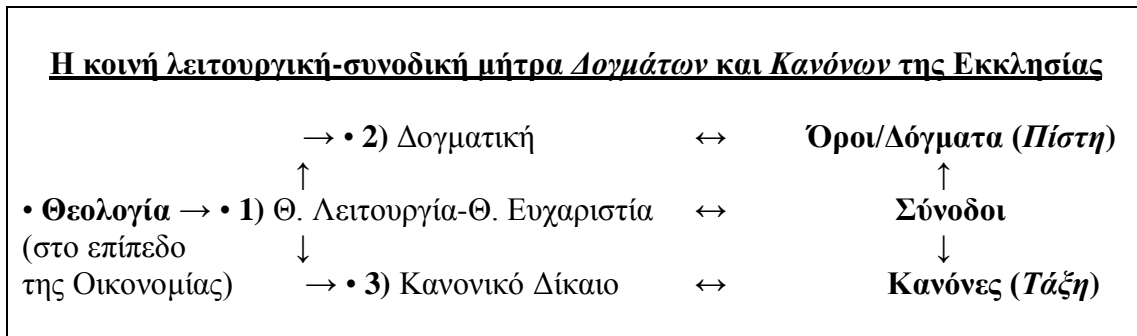 Η κοινή λειτουργική-συνοδική μήτρα Δογμάτων και Κανόνων της Εκκλησίας
→ • 2) Δογματική ↔ Όροι/Δόγματα (Πίστη)
↑ ↑
• Θεολογία → • 1) Θ. Λειτουργία-Θ. Ευχαριστία ↔ Σύνοδοι
(στο επίπεδο ↓ ↓
της Οικονομίας) → • 3) Κανονικό Δίκαιο ↔ Κανόνες (Τάξη)